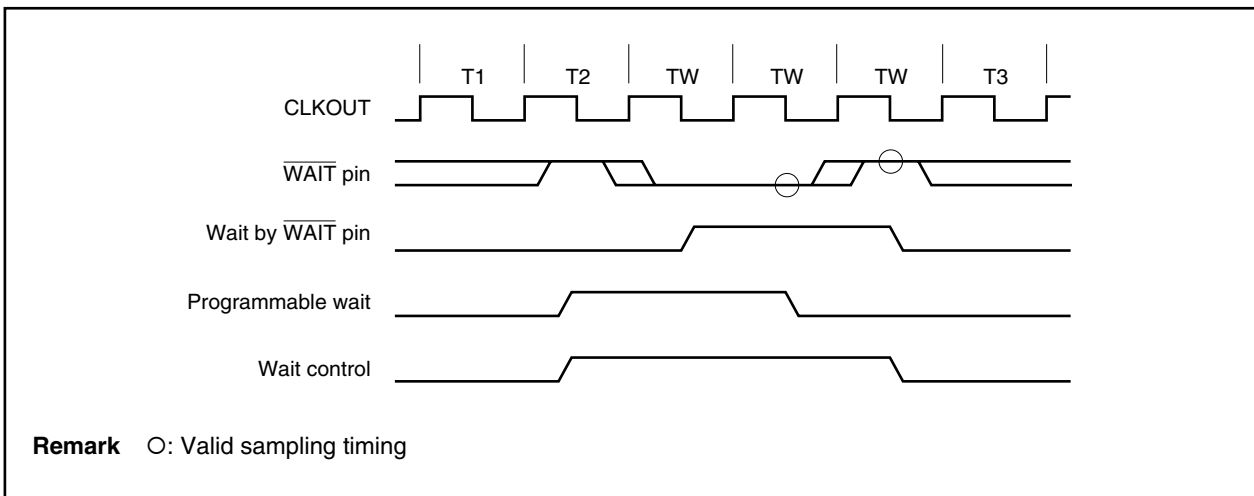 T1 T2 TW TW TW T3
CLKOUT
WAIT pin
Wait by WAIT pin
Programmable wait
Wait control
Remark ○: Valid sampling timing